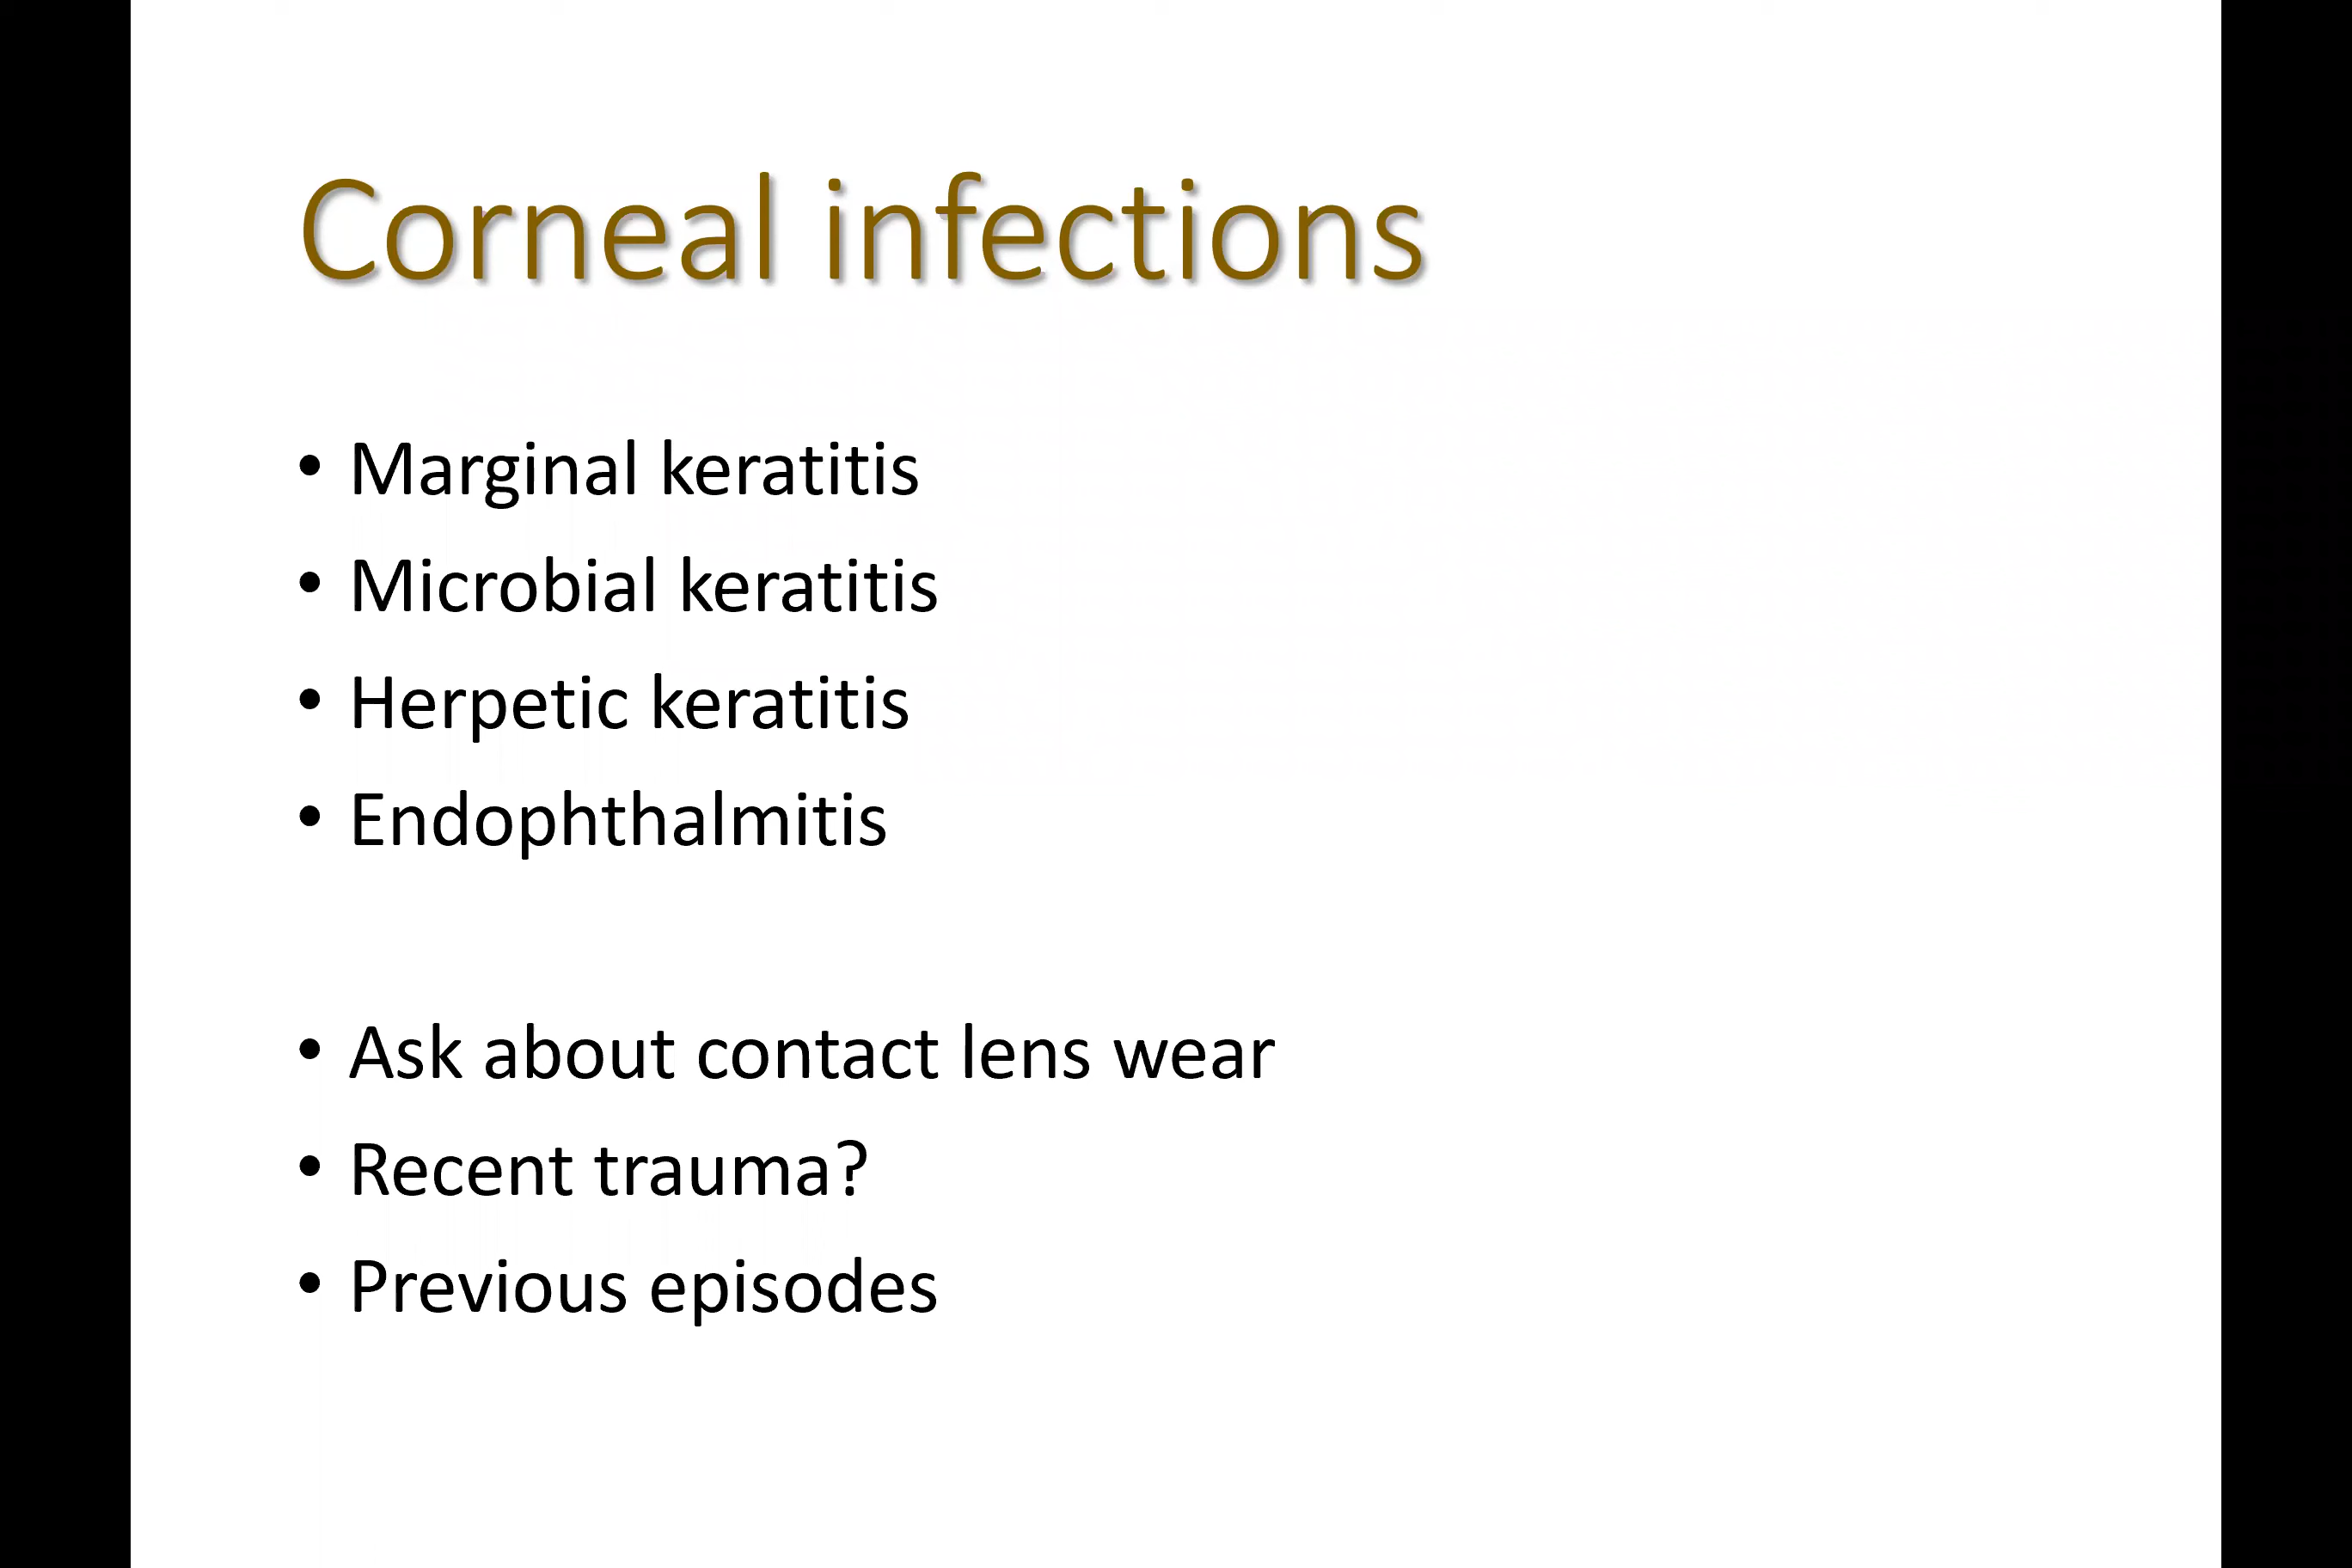 Corneal infections
• Marginal keratitis
• Microbial keratitis
• Herpetic keratitis
• Endophthalmitis
• Ask about contact lens wear
• Recent trauma?
• Previous episodes